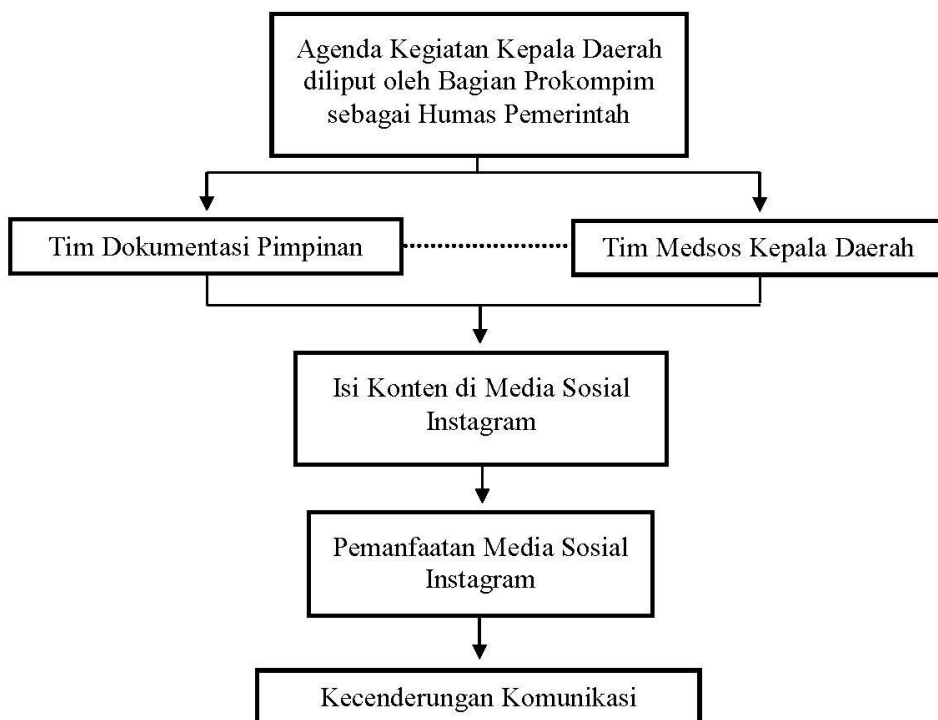 Agenda Kegiatan Kepala Daerah
diliput oleh Bagian Prokompim
sebagai Humas Pemerintah
Tim Dokumentasi Pimpinan
Tim Medsos Kepala Daerah
Isi Konten di Media Sosial
Instagram
Pemanfaatan Media Sosial
Instagram
Kecenderungan Komunikasi